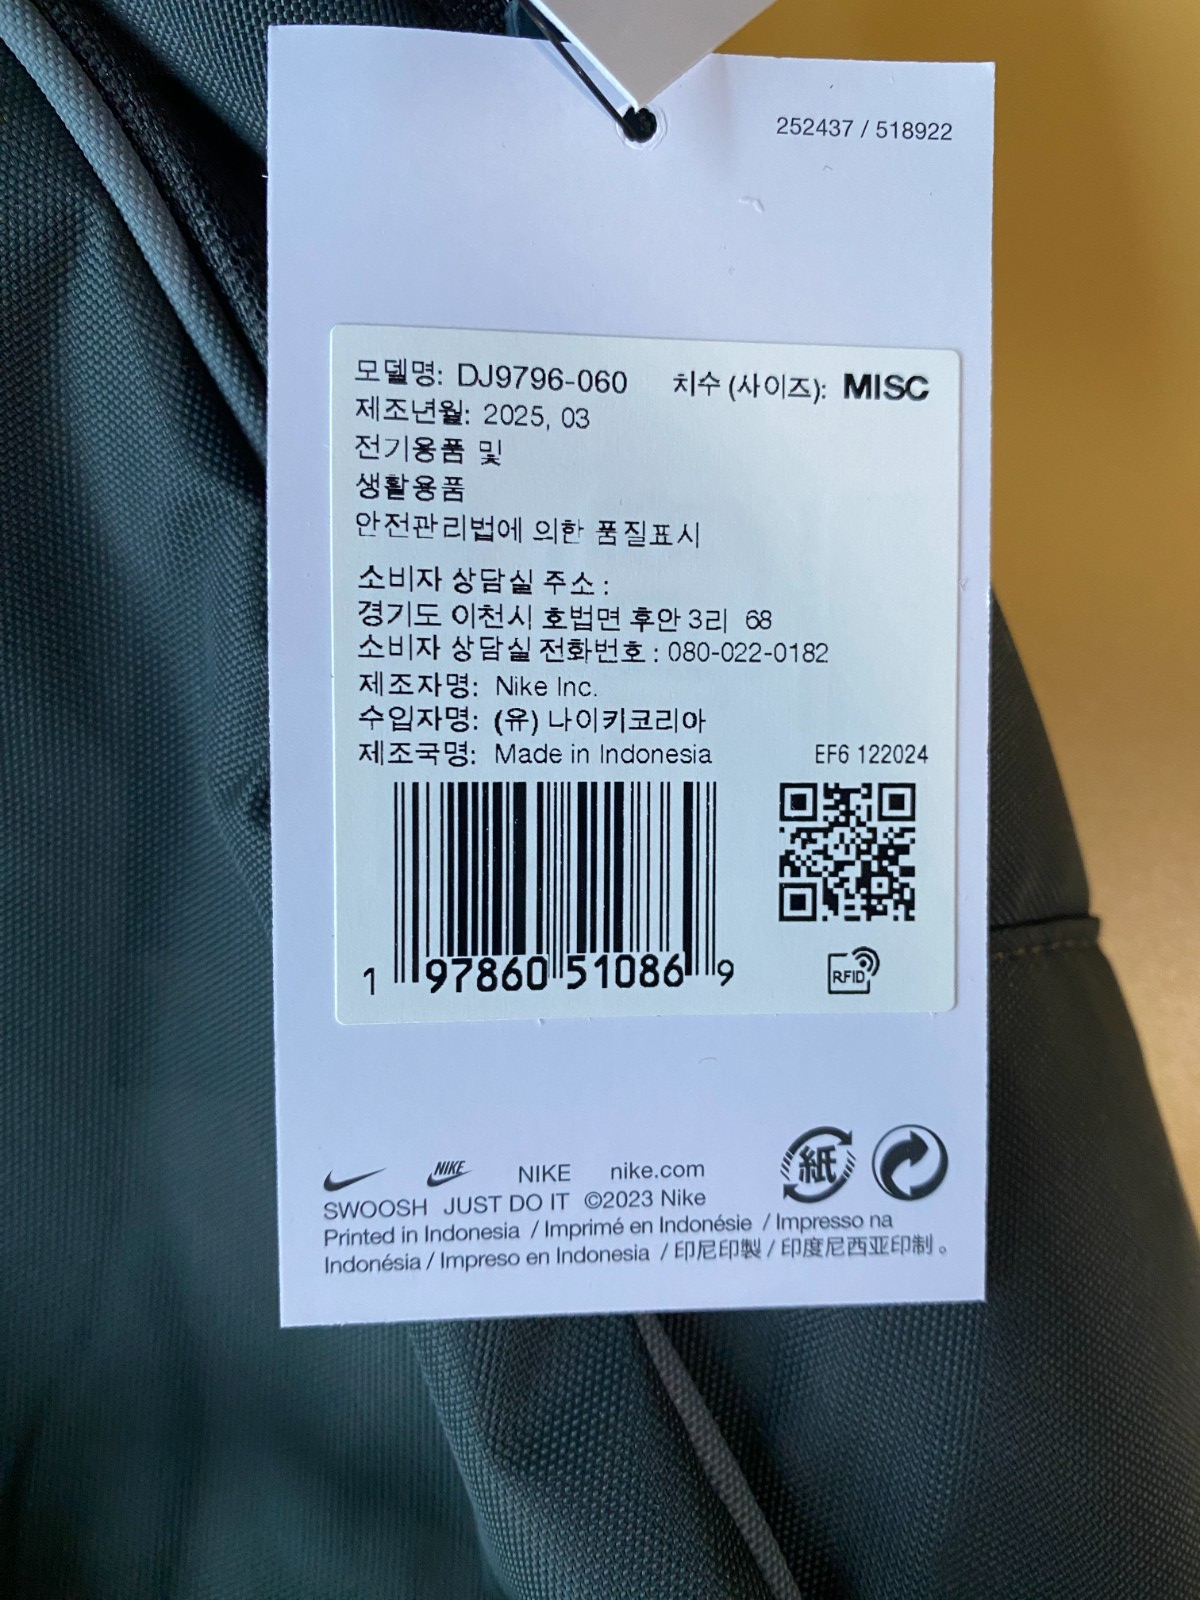 252437 / 518922
모델명: DJ9796-060 치수 (사이즈): MISC
제조년월: 2025, 03
전기용품 및
생활용품
안전관리법에 의한 품질표시
소비자 상담실 주소 :
경기도 이천시 호법면 후안 3리 68
소비자 상담실 전화번호 : 080-022-0182
제조자명: Nike Inc.
수입자명: (유) 나이키코리아
제조국명: Made in Indonesia EF6 122024
1 97860 51086 9
RFID
紙
NIKE NIKE nike.com
SWOOSH JUST DO IT ©2023 Nike
Printed in Indonesia / Imprimé en Indonésie / Impresso na
Indonésia / Impreso en Indonesia / 印尼印製 / 印度尼西亚印制。